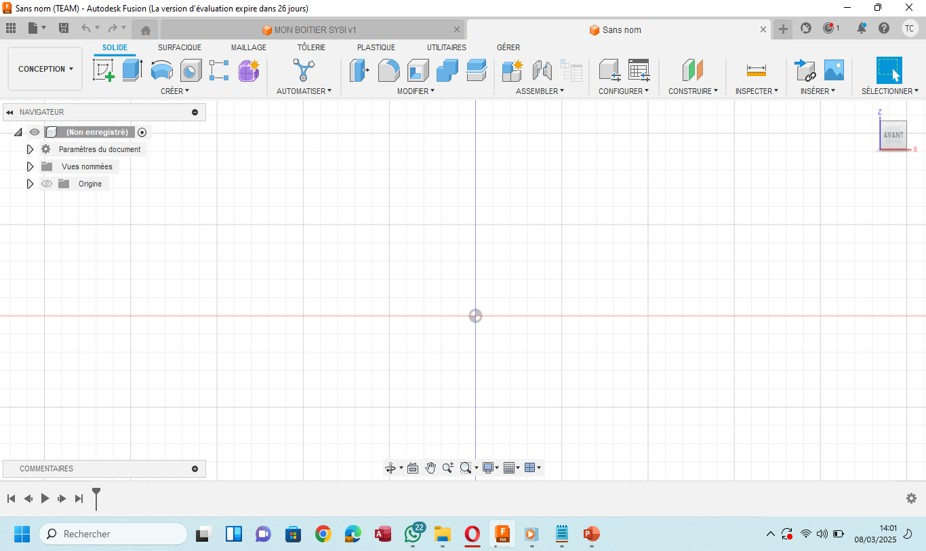 Sans nom (TEAM) - Autodesk Fusion (La version d'évaluation expire dans 26 jours)
MON BOITIER SYSI v1
Sans nom
1
TC
CONCEPTION
SOLIDE
SURFACIQUE
MAILLAGE
TÔLERIE
PLASTIQUE
UTILITAIRES
GÉRER
CRÉER
AUTOMATISER
MODIFIER
ASSEMBLER
CONFIGURER
CONSTRUIRE
INSPECTER
INSÉRER
SÉLECTIONNER
NAVIGATEUR
(Non enregistré)
Paramètres du document
Vues nommées
Origine
Z
AVANT
X
COMMENTAIRES
Rechercher
22
14:01
08/03/2025